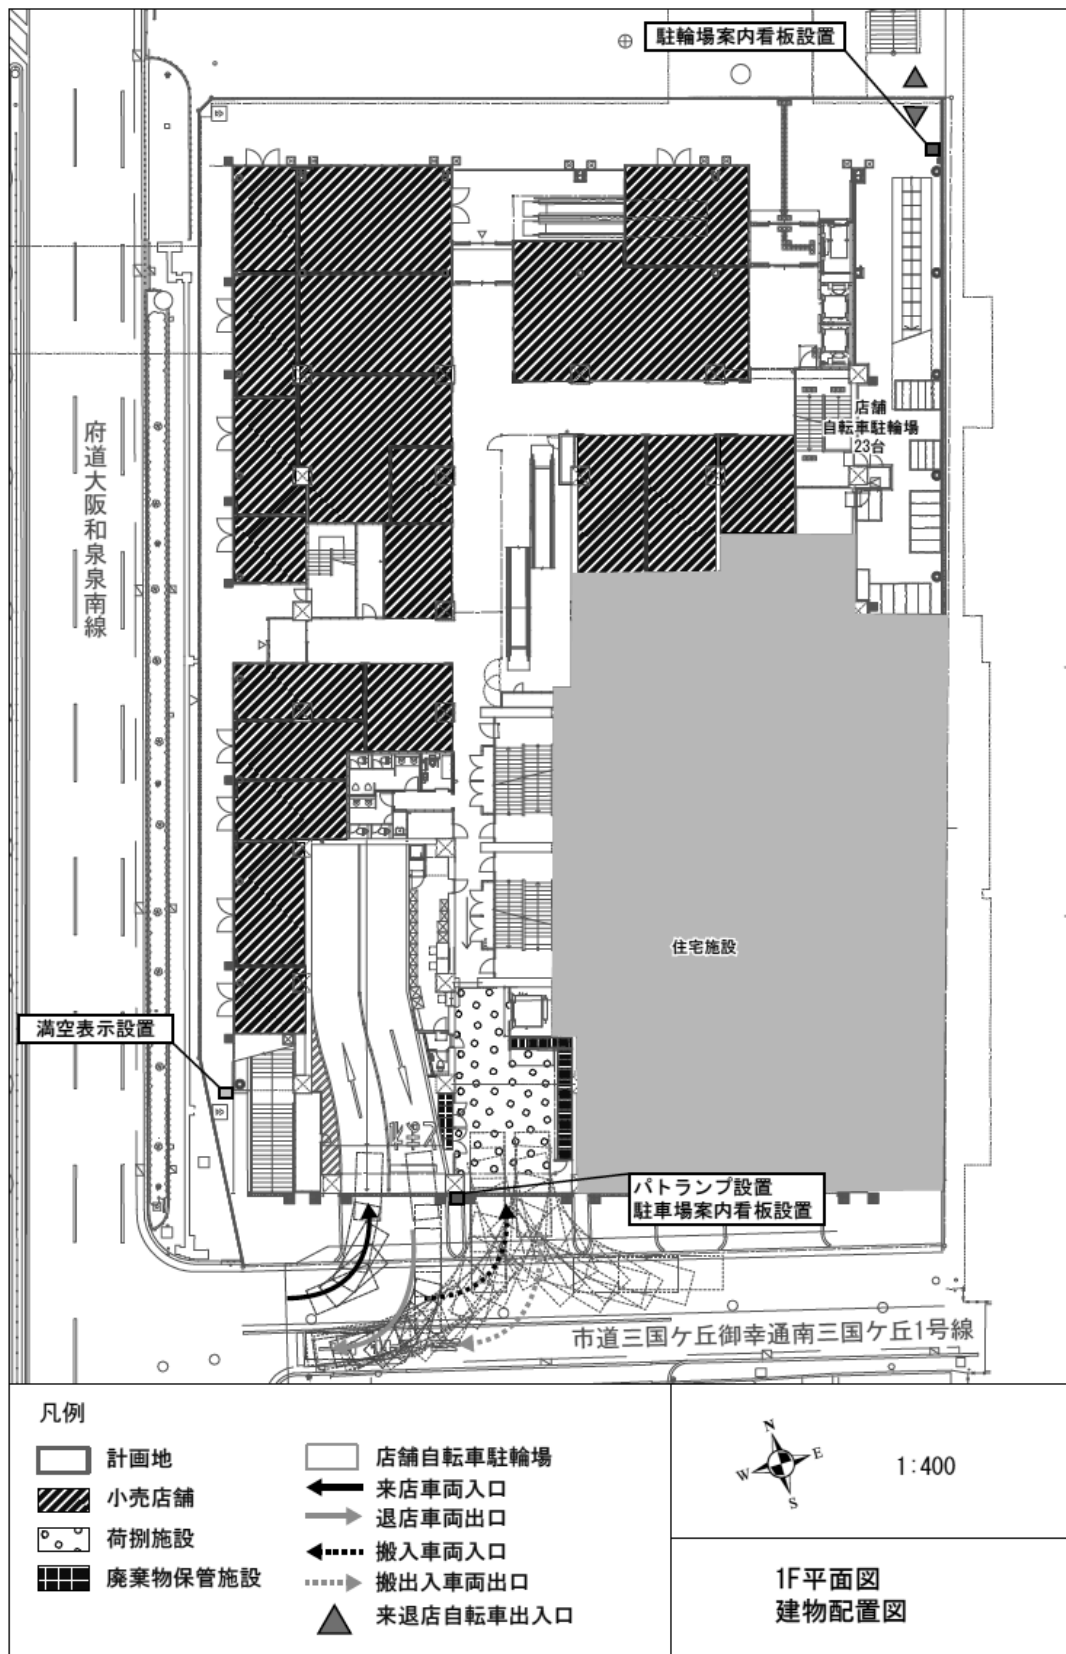 駐輪場案内看板設置
府道大阪和泉泉南線
店舗
自転車駐輪場
23台
住宅施設
満空表示設置
パトランプ設置
駐車場案内看板設置
市道三国ケ丘御幸通南三国ケ丘1号線
凡例
計画地
小売店舗
荷捌施設
廃棄物保管施設
店舗自転車駐輪場
来店車両入口
退店車両出口
搬入車両入口
搬出入車両出口
来退店自転車出入口
N
E
W
S
1:400
1F平面図
建物配置図